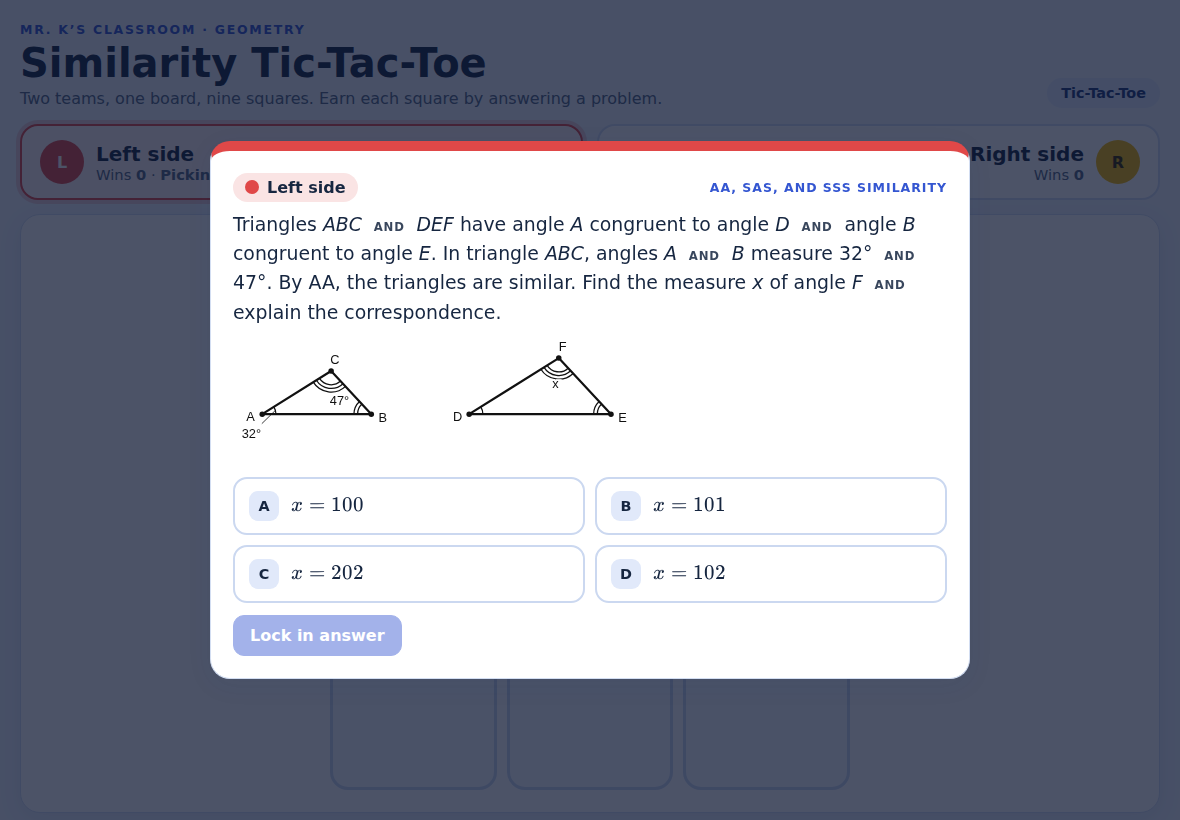 MR. K’S CLASSROOM · GEOMETRY
Similarity Tic-Tac-Toe
Two teams, one board, nine squares. Earn each square by answering a problem.
Tic-Tac-Toe
L
Left side
Wins 0 · Pickin
Right side
Wins 0
R
Left side
AA, SAS, AND SSS SIMILARITY
Triangles ABC AND DEF have angle A congruent to angle D AND angle B
congruent to angle E. In triangle ABC, angles A AND B measure 32° AND
47°. By AA, the triangles are similar. Find the measure x of angle F AND
explain the correspondence.
C
47°
A
B
32°
F
x
D
E
A x = 100
B x = 101
C x = 202
D x = 102
Lock in answer